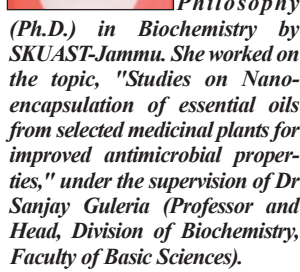 Philosophy
(Ph.D.) in Biochemistry by
SKUAST-Jammu. She worked on
the topic, "Studies on Nano-
encapsulation of essential oils
from selected medicinal plants for
improved antimicrobial proper-
ties," under the supervision of Dr
Sanjay Guleria (Professor and
Head, Division of Biochemistry,
Faculty of Basic Sciences).